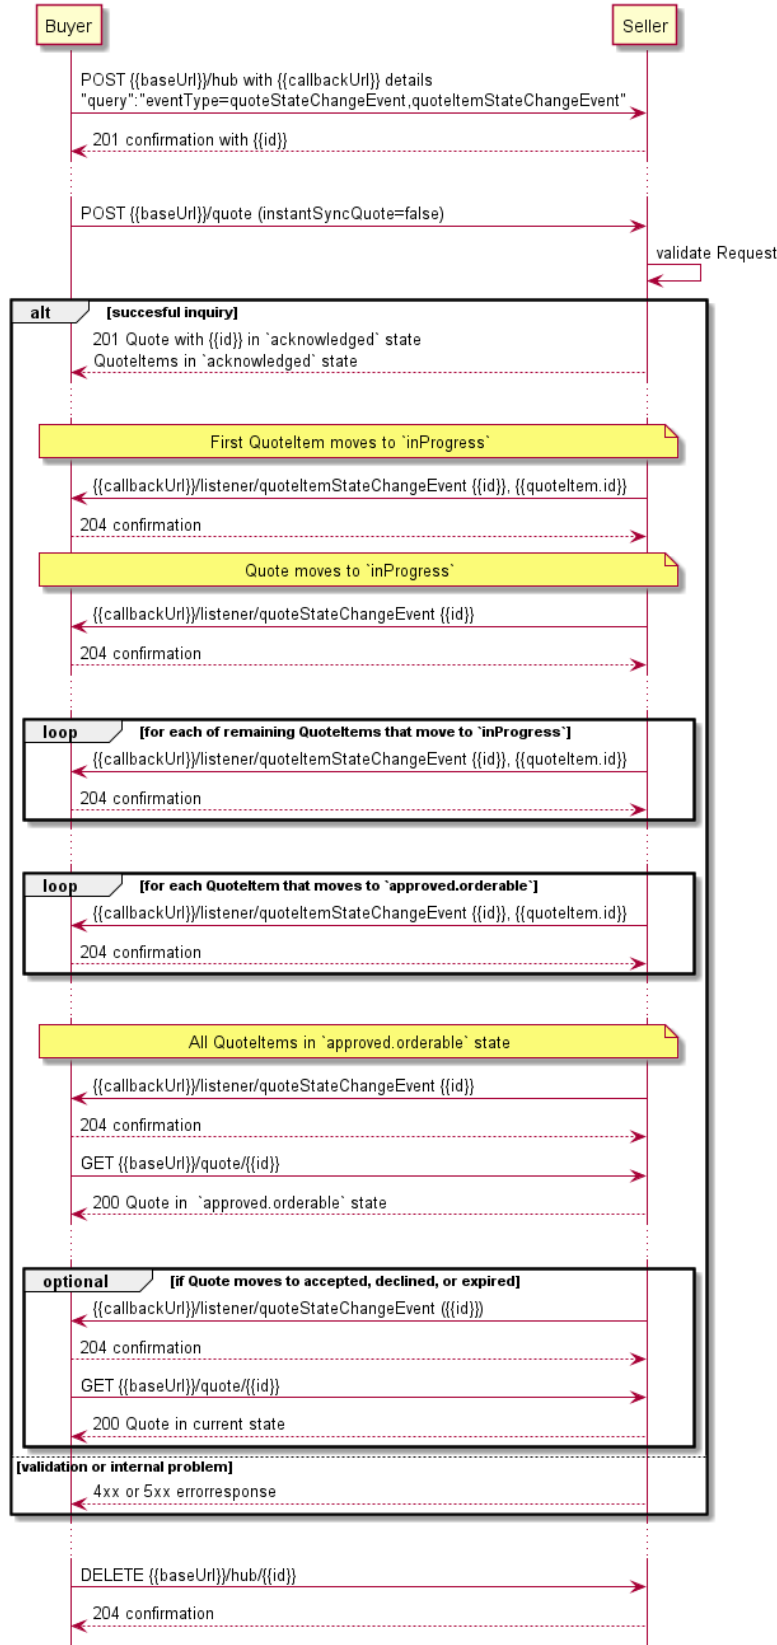 Buyer
Seller
POST {{baseUrl}}/hub with {{callbackUrl}} details
"query":"eventType=quoteStateChangeEvent,quoteItemStateChangeEvent"
201 confirmation with {{id}}
POST {{baseUrl}}/quote (instantSyncQuote=false)
validate Request
alt
[succesful inquiry]
201 Quote with {{id}} in `acknowledged` state
QuoteItems in `acknowledged` state
First QuoteItem moves to `inProgress`
{{callbackUrl}}/listener/quoteItemStateChangeEvent {{id}}, {{quoteItem.id}}
204 confirmation
Quote moves to `inProgress`
{{callbackUrl}}/listener/quoteStateChangeEvent {{id}}
204 confirmation
loop
[for each of remaining QuoteItems that move to `inProgress`]
{{callbackUrl}}/listener/quoteItemStateChangeEvent {{id}}, {{quoteItem.id}}
204 confirmation
loop
[for each QuoteItem that moves to `approved.orderable`]
{{callbackUrl}}/listener/quoteItemStateChangeEvent {{id}}, {{quoteItem.id}}
204 confirmation
All QuoteItems in `approved.orderable` state
{{callbackUrl}}/listener/quoteStateChangeEvent {{id}}
204 confirmation
GET {{baseUrl}}/quote/{{id}}
200 Quote in  `approved.orderable` state
optional
[if Quote moves to accepted, declined, or expired]
{{callbackUrl}}/listener/quoteStateChangeEvent ({{id}})
204 confirmation
GET {{baseUrl}}/quote/{{id}}
200 Quote in current state
[validation or internal problem]
4xx or 5xx errorresponse
DELETE {{baseUrl}}/hub/{{id}}
204 confirmation